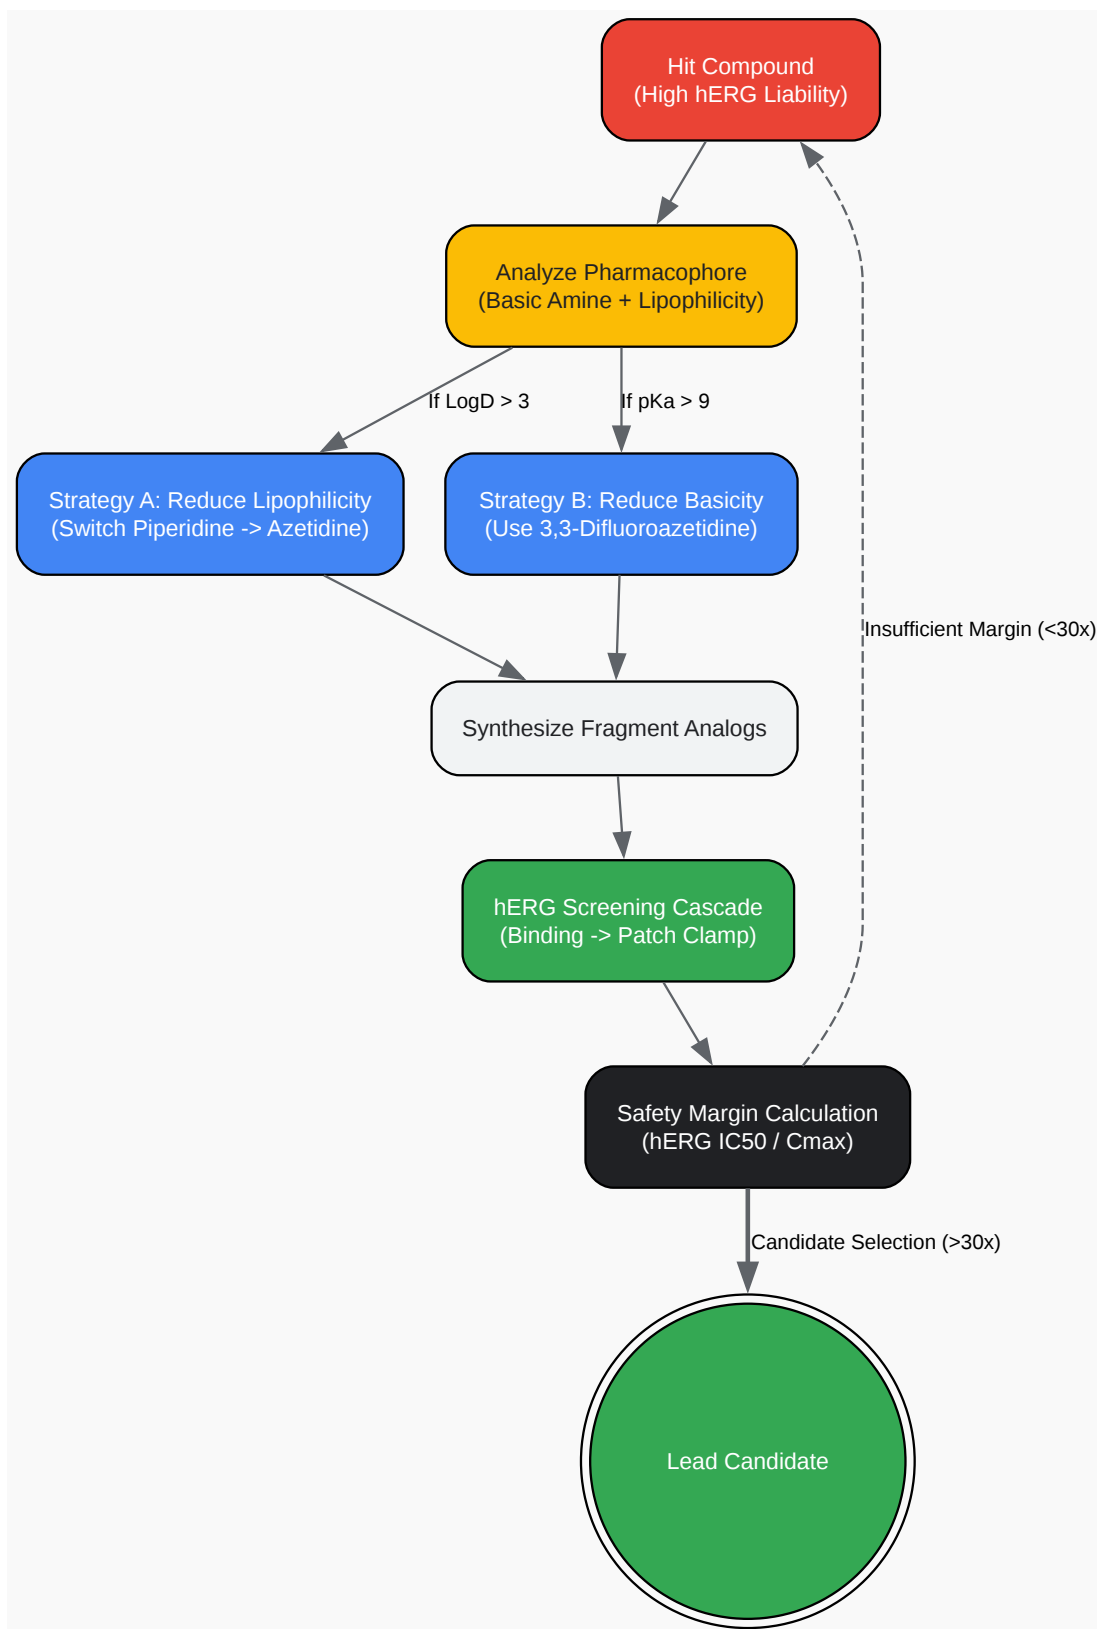 Hit Compound
(High hERG Liability)
Analyze Pharmacophore
(Basic Amine + Lipophilicity)
If LogD > 3
If pKa > 9
Strategy A: Reduce Lipophilicity
(Switch Piperidine -> Azetidine)
Strategy B: Reduce Basicity
(Use 3,3-Difluoroazetidine)
Insufficient Margin (<30x)
Synthesize Fragment Analogs
hERG Screening Cascade
(Binding -> Patch Clamp)
Safety Margin Calculation
(hERG IC50 / Cmax)
Candidate Selection (>30x)
Lead Candidate